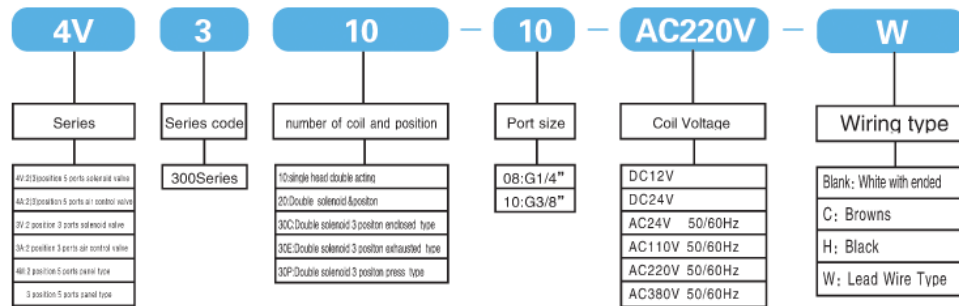 4V 3 10 – 10 – AC220V – W
Series
Series code
number of coil and position
Port size
Coil Voltage
Wiring type
4V:2(3)position 5 ports solenoid valve
4A:2(3)position 5 ports air control valve
3V:2 position 3 ports solenoid valve
3A:2 position 3 ports air control valve
4M:2 position 5 ports panel type
3 position 5 ports panel type
300Series
10:single head double acting
20:Double solenoid &positon
30C:Double solenoid 3 positon enclosed type
30E:Double solenoid 3 positon exhausted type
30P:Double solenoid 3 positon press type
08:G1/4”
10:G3/8”
DC12V
DC24V
AC24V 50/60Hz
AC110V 50/60Hz
AC220V 50/60Hz
AC380V 50/60Hz
Blank: White with ended
C: Browns
H: Black
W: Lead Wire Type